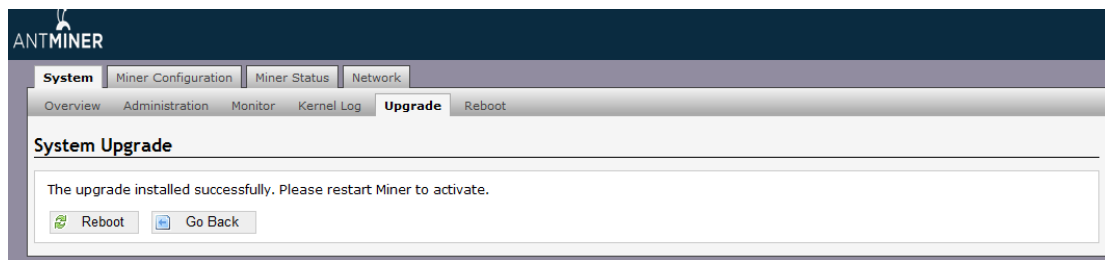 ANTMINER
System Miner Configuration Miner Status Network
Overview Administration Monitor Kernel Log Upgrade Reboot
System Upgrade
The upgrade installed successfully. Please restart Miner to activate.
Reboot Go Back